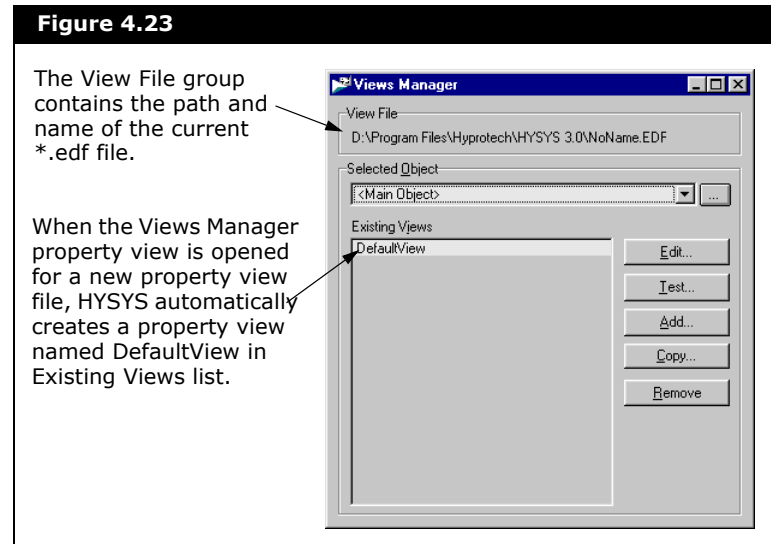 Figure 4.23
The View File group
contains the path and
name of the current
*.edf file.
When the Views Manager
property view is opened
for a new property view
file, HYSYS automatically
creates a property view
named DefaultView in
Existing Views list.
Views Manager
View File
D:\Program Files\Hyprotech\HYSYS 3.0\NoName.EDF
Selected Object
<Main Object>
...
Existing Views
DefaultView
Edit...
Test...
Add...
Copy...
Remove